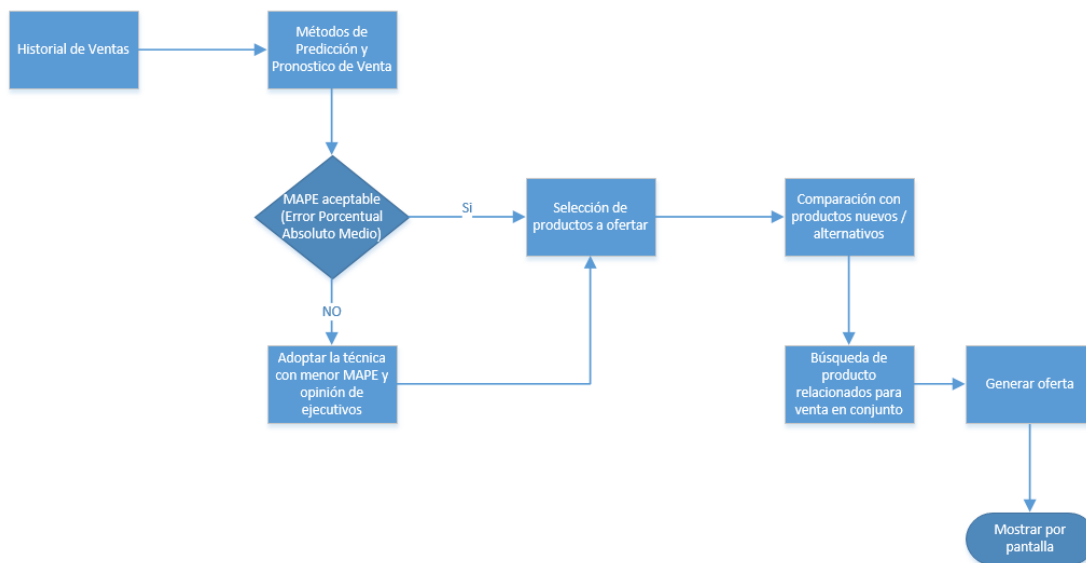 Historial de Ventas
Métodos de
Predicción y
Pronostico de Venta
MAPE aceptable
(Error Porcentual
Absoluto Medio)
Si
Selección de
productos a ofertar
Comparación con
productos nuevos /
alternativos
NO
Adoptar la técnica
con menor MAPE y
opinión de
ejecutivos
Búsqueda de
producto
relacionados para
venta en conjunto
Generar oferta
Mostrar por
pantalla